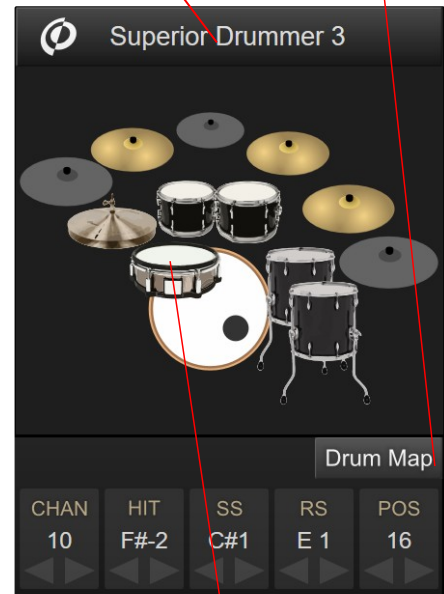 Superior Drummer 3
Drum Map
CHAN HIT SS RS POS
10 F#-2 C#1 E 1 16